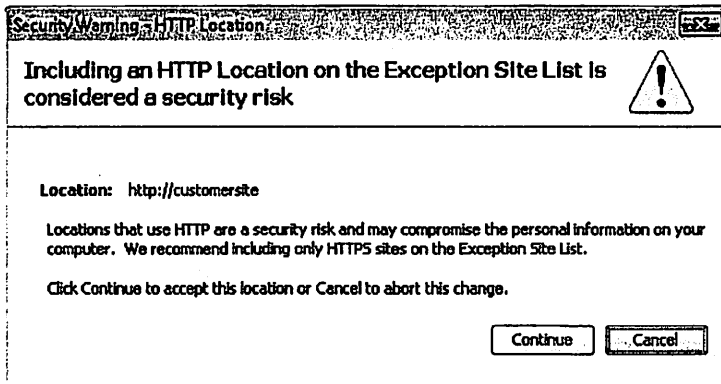 Security Warning - HTTP Location
Including an HTTP Location on the Exception Site List is
considered a security risk
Location: http://customersite
Locations that use HTTP are a security risk and may compromise the personal information on your
computer. We recommend including only HTTPS sites on the Exception Site List.
Click Continue to accept this location or Cancel to abort this change.
Continue Cancel